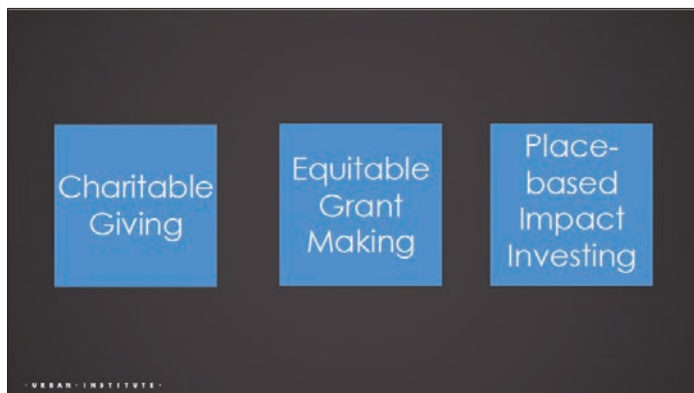 Charitable
Giving
Equitable
Grant
Making
Place-
based
Impact
Investing
· URBAN · INSTITUTE ·